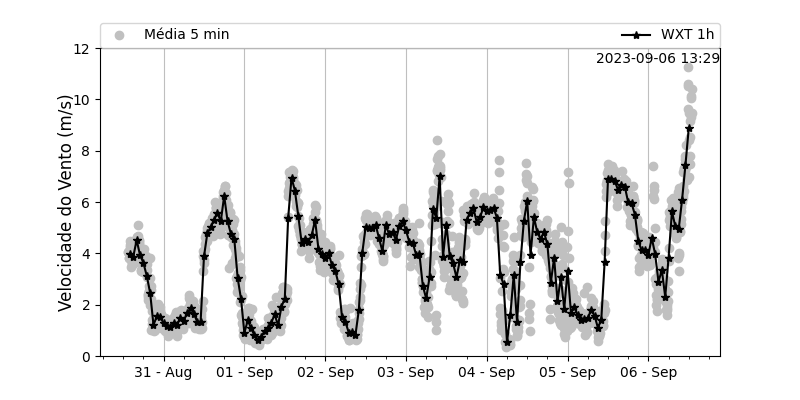 Média 5 min
WXT 1h
2023-09-06 13:29
Velocidade do Vento (m/s)
12
10
8
6
4
2
0
31 - Aug
01 - Sep
02 - Sep
03 - Sep
04 - Sep
05 - Sep
06 - Sep